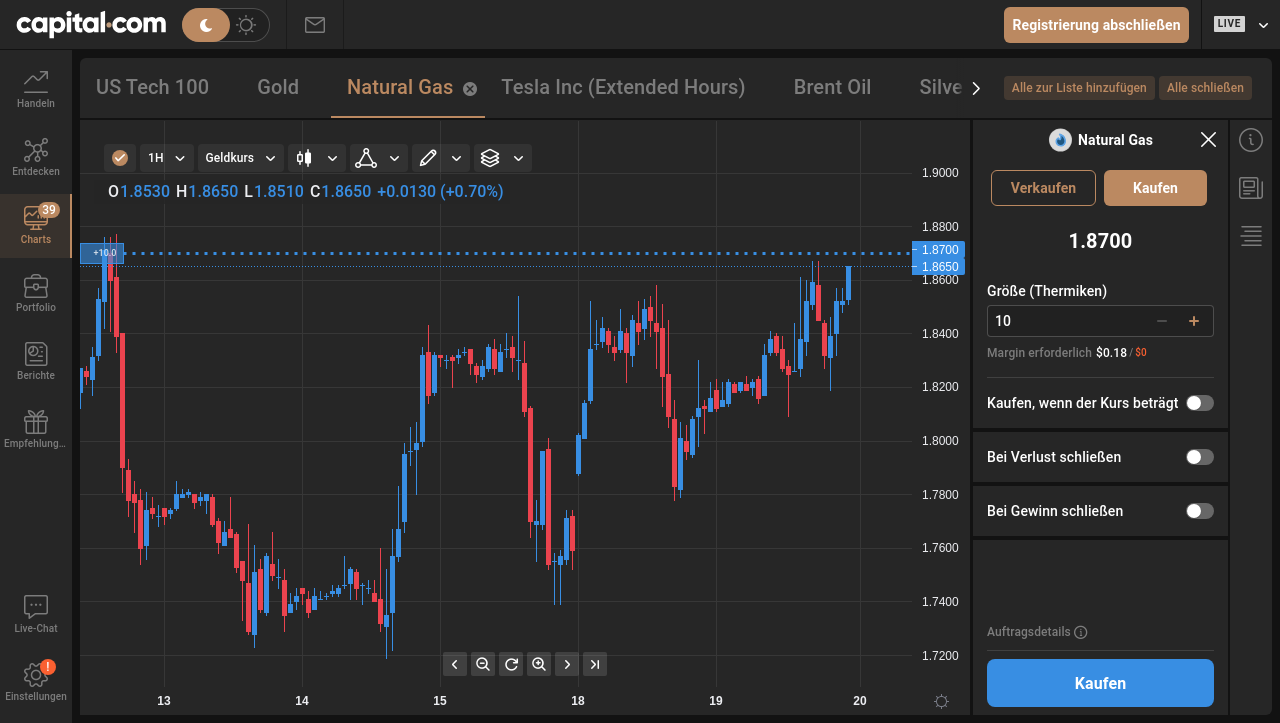 capital.com
Registrierung abschließen
LIVE
US Tech 100
Gold
Natural Gas
Tesla Inc (Extended Hours)
Brent Oil
Silve
Alle zur Liste hinzufügen
Alle schließen
Handeln
Entdecken
39
Charts
Portfolio
Berichte
Empfehlung...
Live-Chat
!
Einstellungen
1H
Geldkurs
O1.8530 H1.8650 L1.8510 C1.8650 +0.0130 (+0.70%)
+10.0
1.9000
1.8800
1.8700
1.8650
1.8600
1.8400
1.8200
1.8000
1.7800
1.7600
1.7400
1.7200
13
14
15
18
19
20
Natural Gas
Verkaufen
Kaufen
1.8700
Größe (Thermiken)
10
Margin erforderlich $0.18 / $0
Kaufen, wenn der Kurs beträgt
Bei Verlust schließen
Bei Gewinn schließen
Auftragsdetails
Kaufen